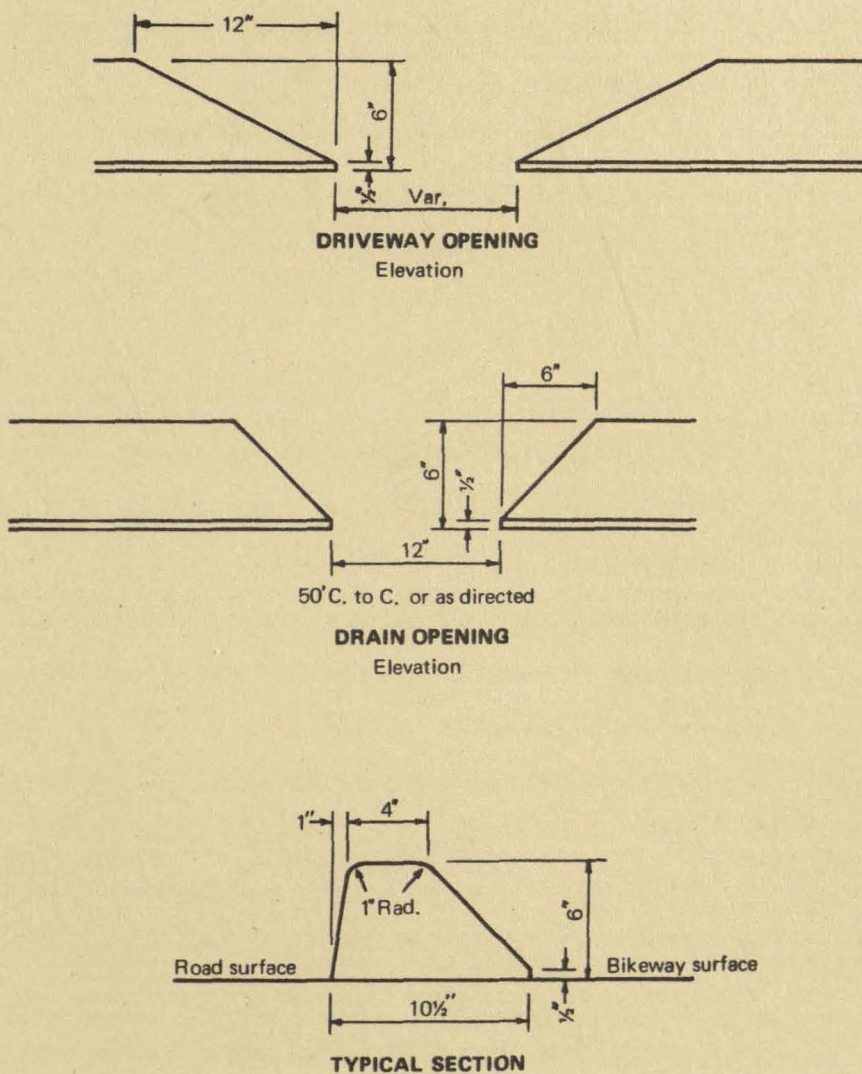 12"
6"
½"
Var.
DRIVEWAY OPENING
Elevation
6"
6"
½"
12"
50'C. to C. or as directed
DRAIN OPENING
Elevation
1"
4"
1" Rad.
6"
Road surface
Bikeway surface
10½"
½"
TYPICAL SECTION